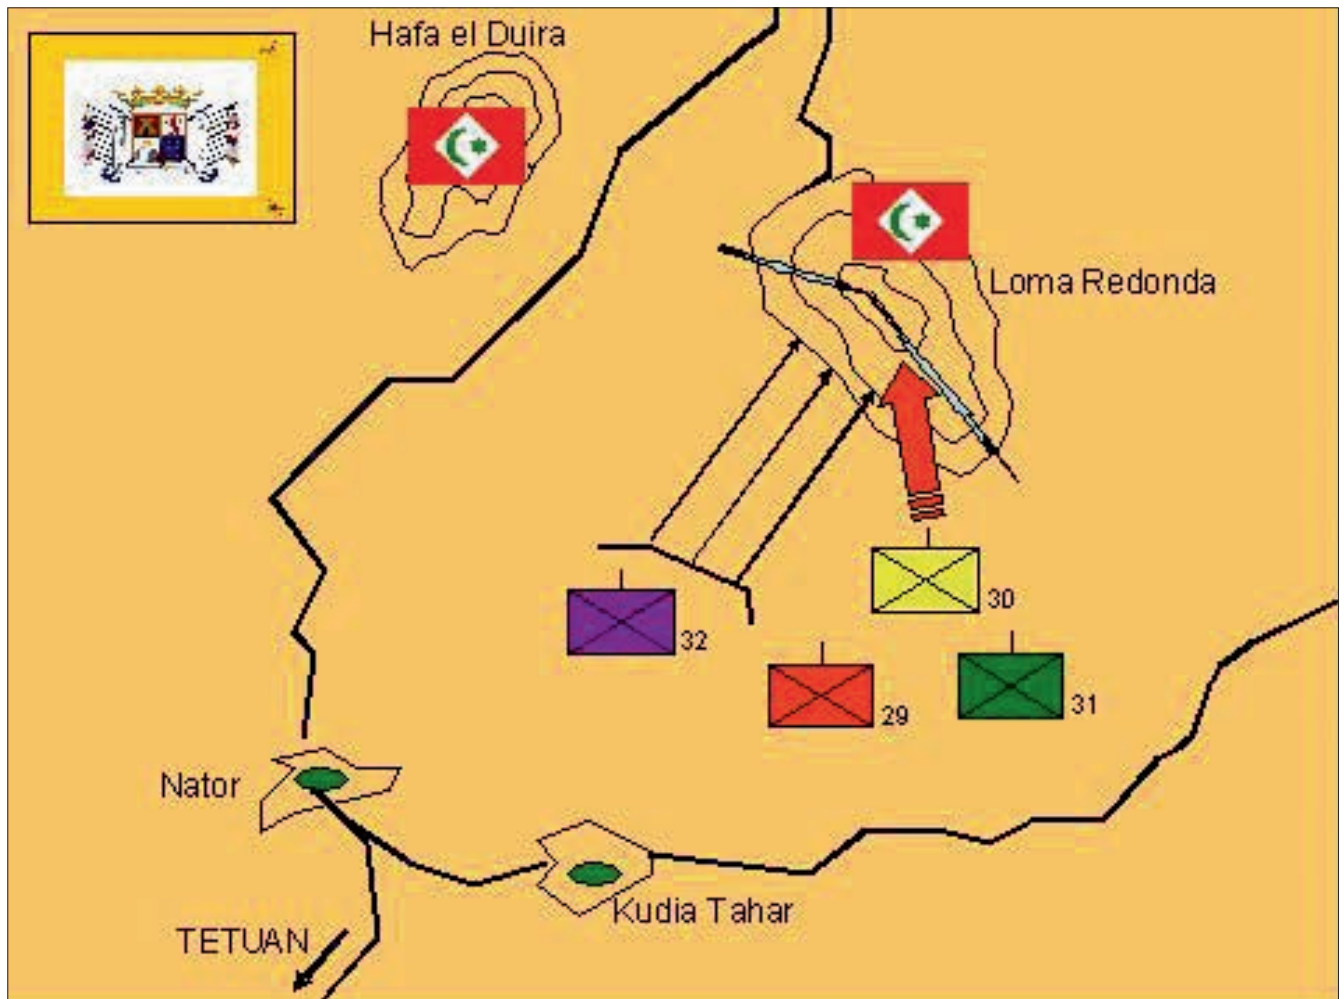 Hafa el Duira
Loma Redonda
30
32
29
31
Nator
Kudia Tahar
TETUAN